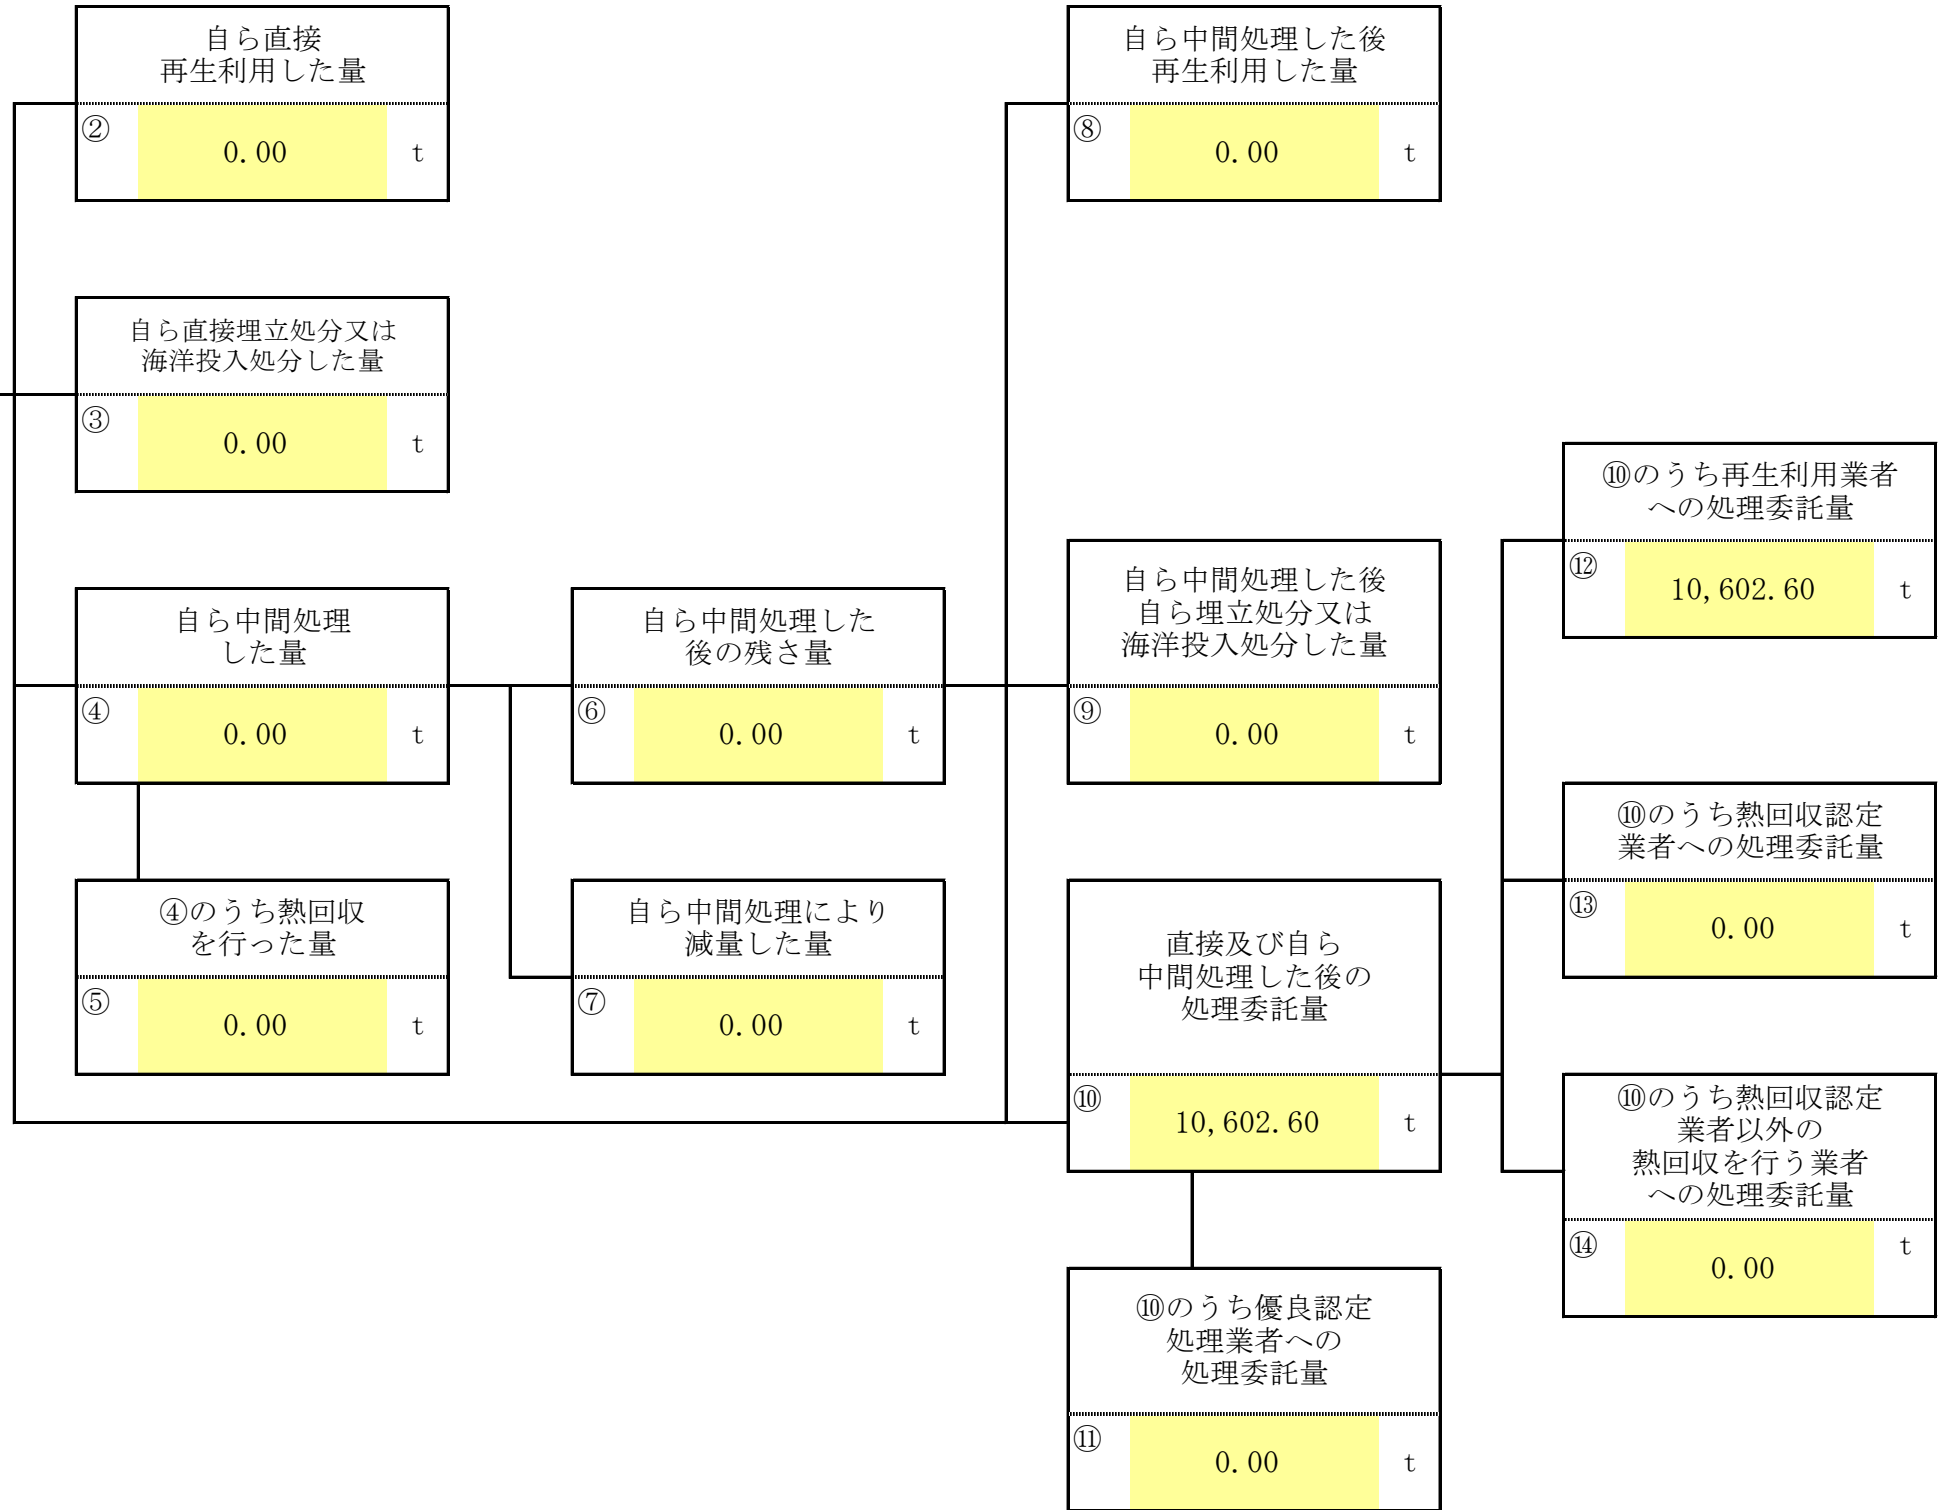 自ら直接
再生利用した量
②
0.00
t
自ら中間処理した後
再生利用した量
⑧
0.00
t
自ら直接埋立処分又は
海洋投入処分した量
③
0.00
t
⑩のうち再生利用業者
への処理委託量
⑫
10,602.60
t
自ら中間処理
した量
④
0.00
t
自ら中間処理した
後の残さ量
⑥
0.00
t
自ら中間処理した後
自ら埋立処分又は
海洋投入処分した量
⑨
0.00
t
⑩のうち熱回収認定
業者への処理委託量
⑬
0.00
t
④のうち熱回収
を行った量
⑤
0.00
t
自ら中間処理により
減量した量
⑦
0.00
t
直接及び自ら
中間処理した後の
処理委託量
⑩
10,602.60
t
⑩のうち熱回収認定
業者以外の
熱回収を行う業者
への処理委託量
⑭
0.00
t
⑩のうち優良認定
処理業者への
処理委託量
⑪
0.00
t